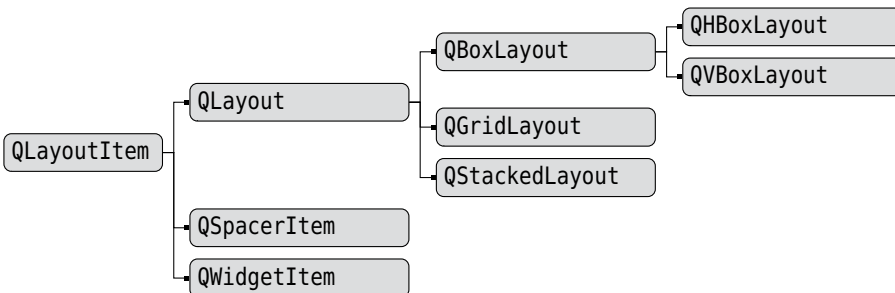 QHBoxLayout
QBoxLayout
QVBoxLayout
QLayout
QGridLayout
QLayoutItem
QStackedLayout
QSpacerItem
QWidgetItem